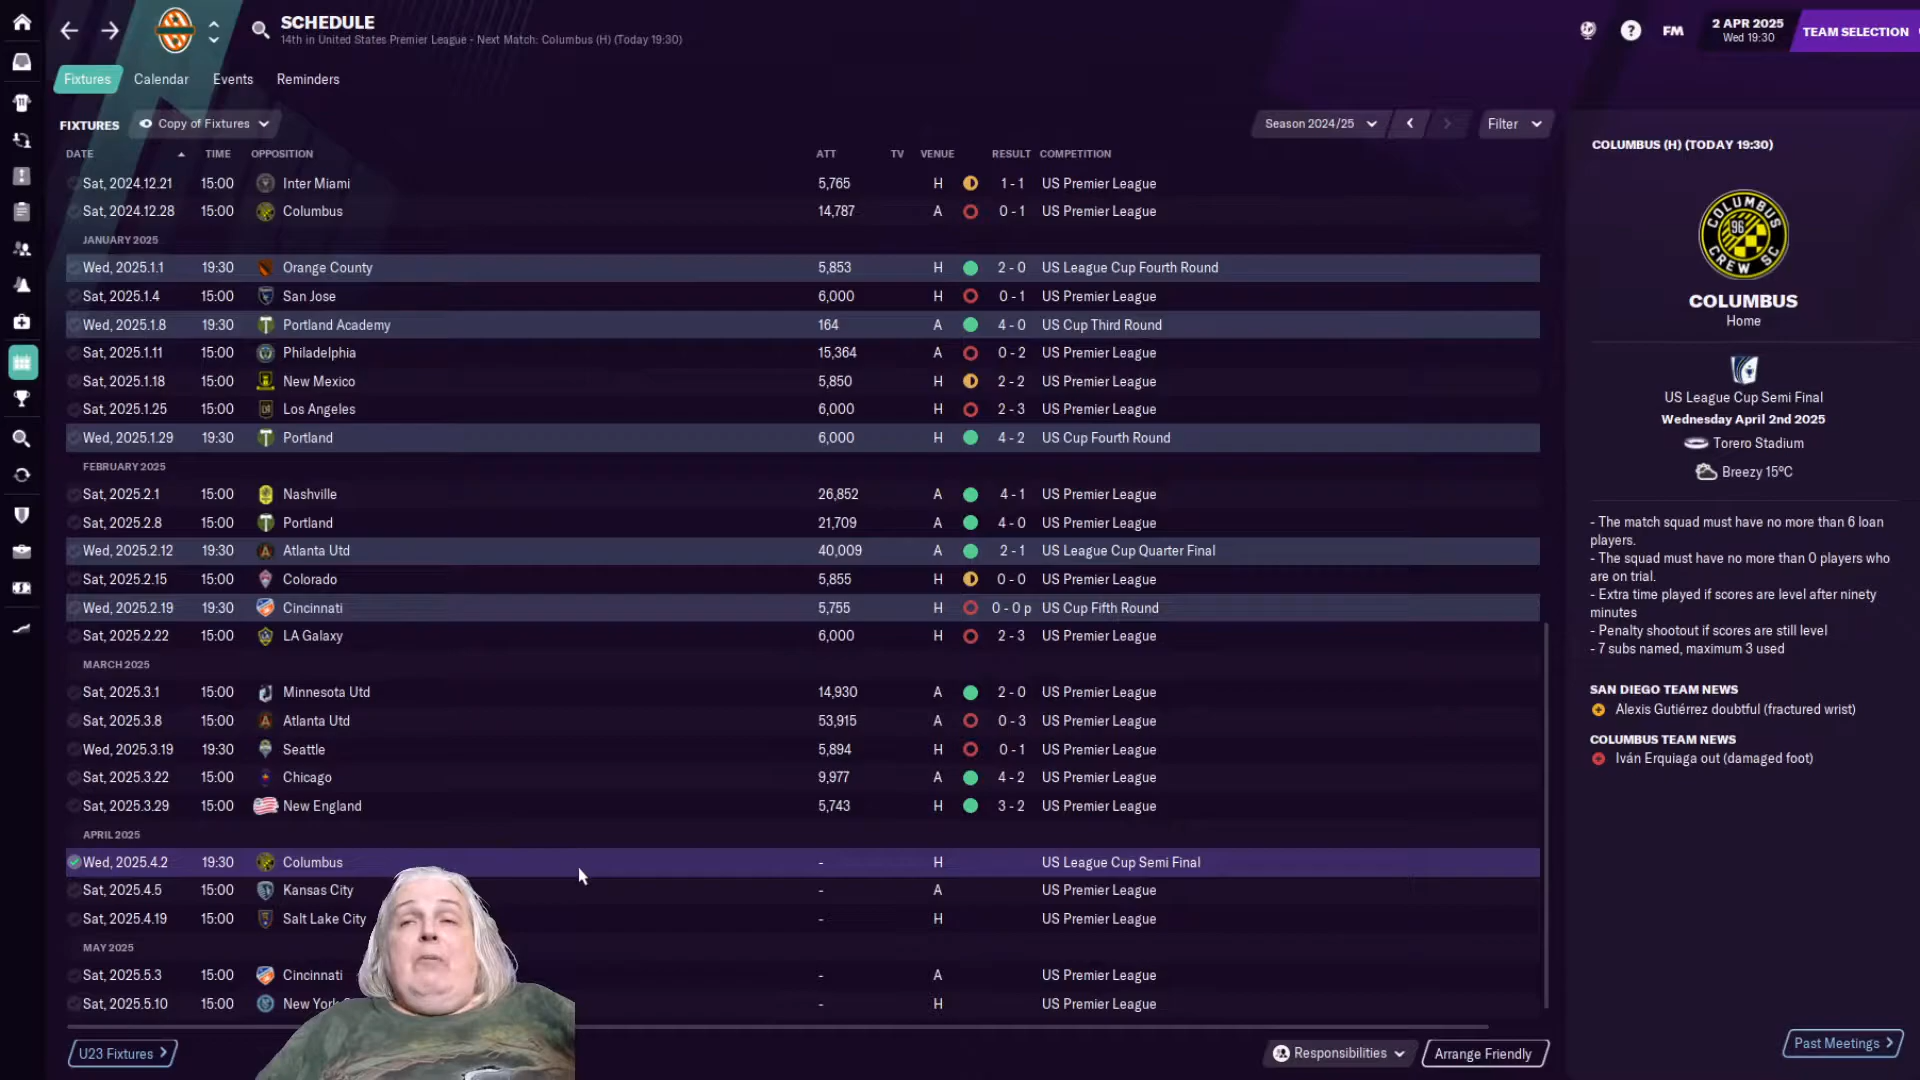 SCHEDULE
14th in United States Premier League - Next Match: Columbus (H) (Today 19:30)
FM
2 APR 2025
Wed 19:30
TEAM SELECTION
Fixtures Calendar Events Reminders
FIXTURES Copy of Fixtures Season 2024/25 Filter
DATE TIME OPPOSITION ATT TV VENUE RESULT COMPETITION
Sat, 2024.12.21 15:00 Inter Miami 5,765 H 1 - 1 US Premier League
Sat, 2024.12.28 15:00 Columbus 14,787 A 0 - 1 US Premier League
JANUARY 2025
Wed, 2025.1.1 19:30 Orange County 5,853 H 2 - 0 US League Cup Fourth Round
Sat, 2025.1.4 15:00 San Jose 6,000 H 0 - 1 US Premier League
Wed, 2025.1.8 19:30 Portland Academy 164 A 4 - 0 US Cup Third Round
Sat, 2025.1.11 15:00 Philadelphia 15,364 A 0 - 2 US Premier League
Sat, 2025.1.18 15:00 New Mexico 5,850 H 2 - 2 US Premier League
Sat, 2025.1.25 15:00 Los Angeles 6,000 H 2 - 3 US Premier League
Wed, 2025.1.29 19:30 Portland 6,000 H 4 - 2 US Cup Fourth Round
FEBRUARY 2025
Sat, 2025.2.1 15:00 Nashville 26,852 A 4 - 1 US Premier League
Sat, 2025.2.8 15:00 Portland 21,709 A 4 - 0 US Premier League
Wed, 2025.2.12 19:30 Atlanta Utd 40,009 A 2 - 1 US League Cup Quarter Final
Sat, 2025.2.15 15:00 Colorado 5,855 H 0 - 0 US Premier League
Wed, 2025.2.19 19:30 Cincinnati 5,755 H 0 - 0 p US Cup Fifth Round
Sat, 2025.2.22 15:00 LA Galaxy 6,000 H 2 - 3 US Premier League
MARCH 2025
Sat, 2025.3.1 15:00 Minnesota Utd 14,930 A 2 - 0 US Premier League
Sat, 2025.3.8 15:00 Atlanta Utd 53,915 A 0 - 3 US Premier League
Wed, 2025.3.19 19:30 Seattle 5,894 H 0 - 1 US Premier League
Sat, 2025.3.22 15:00 Chicago 9,977 A 4 - 2 US Premier League
Sat, 2025.3.29 15:00 New England 5,743 H 3 - 2 US Premier League
APRIL 2025
Wed, 2025.4.2 19:30 Columbus - H US League Cup Semi Final
Sat, 2025.4.5 15:00 Kansas City - A US Premier League
Sat, 2025.4.19 15:00 Salt Lake City - H US Premier League
MAY 2025
Sat, 2025.5.3 15:00 Cincinnati - A US Premier League
Sat, 2025.5.10 15:00 New York - H US Premier League
U23 Fixtures Responsibilities Arrange Friendly
COLUMBUS (H) (TODAY 19:30)
COLUMBUS
96
CREW SC
COLUMBUS
Home
US League Cup Semi Final
Wednesday April 2nd 2025
Torero Stadium
Breezy 15ºC
- The match squad must have no more than 6 loan
players.
- The squad must have no more than 0 players who
are on trial.
- Extra time played if scores are level after ninety
minutes
- Penalty shootout if scores are still level
- 7 subs named, maximum 3 used
SAN DIEGO TEAM NEWS
Alexis Gutiérrez doubtful (fractured wrist)
COLUMBUS TEAM NEWS
Iván Erquiaga out (damaged foot)
Past Meetings